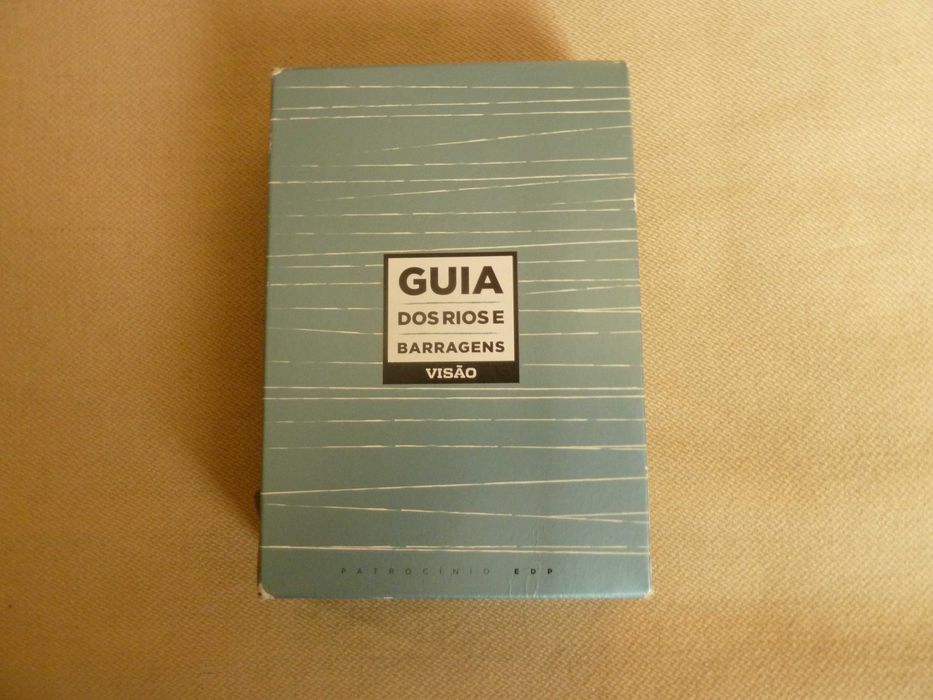 GUIA
DOS RIOS E
BARRAGENS
VISÃO
PATROCÍNIO EDP